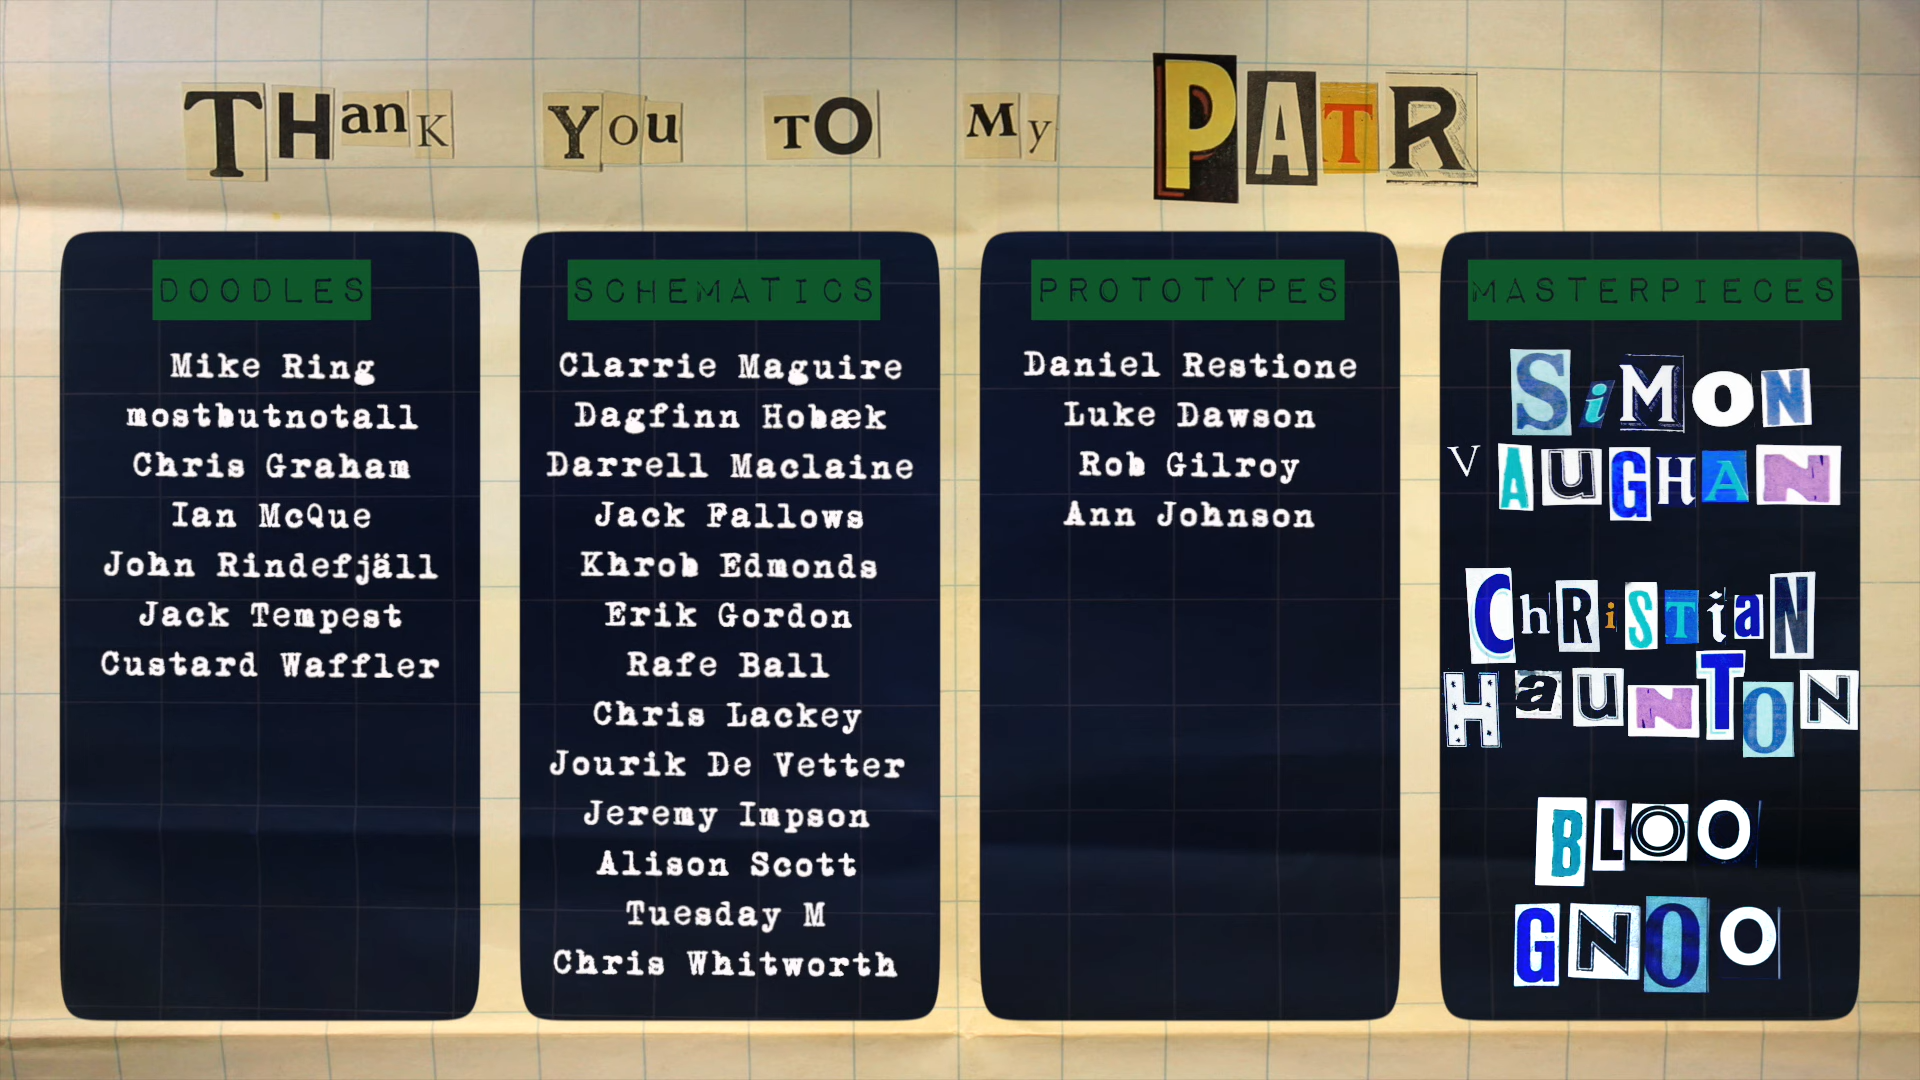 THanK You TO My PATR
DOODLES
Mike Ring
mostbutnotall
Chris Graham
Ian McQue
John Rindefjäll
Jack Tempest
Custard Waffler
SCHEMATICS
Clarrie Maguire
Dagfinn Hobæk
Darrell Maclaine
Jack Fallows
Khrob Edmonds
Erik Gordon
Rafe Ball
Chris Lackey
Jourik De Vetter
Jeremy Impson
Alison Scott
Tuesday M
Chris Whitworth
PROTOTYPES
Daniel Restione
Luke Dawson
Rob Gilroy
Ann Johnson
MASTERPIECES
SiMON
VAUGHAN
ChRiSTiaN
HauNTON
BLOO
GNOO